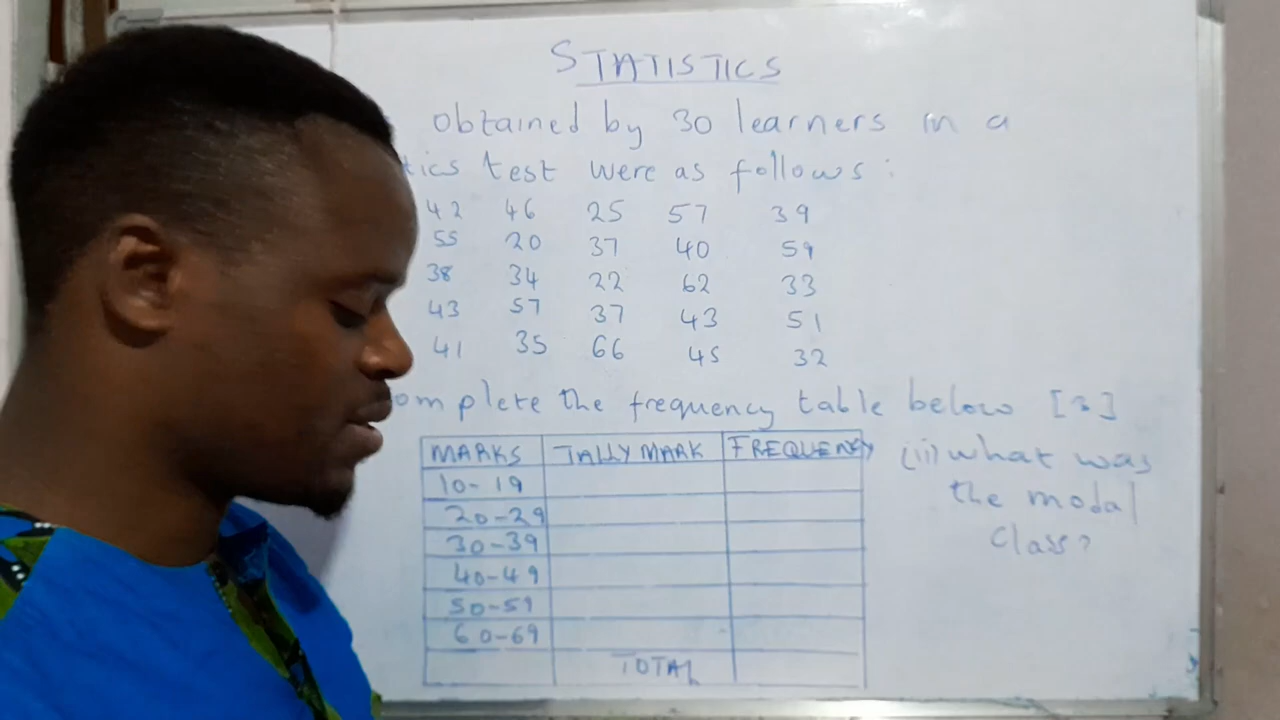 STATISTICS
obtained by 30 learners in a
tics test were as follows:
42 46 25 57 39
55 20 37 40 59
38 34 22 62 33
43 57 37 43 51
41 35 66 45 32
omplete the frequency table below [3]
MARKS TALLY MARK FREQUENCY
10-19
20-29
30-39
40-49
50-59
60-69
TOTAL
(ii) what was
the modal
class?